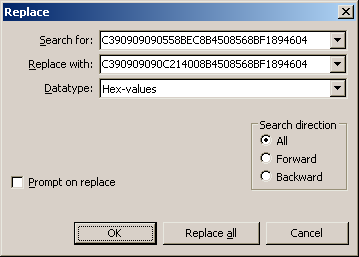 Replace
Search for: C390909090558BEC8B4508568BF1894604
Replace with: C390909090C214008B4508568BF1894604
Datatype: Hex-values
Search direction
All
Forward
Backward
Prompt on replace
OK Replace all Cancel